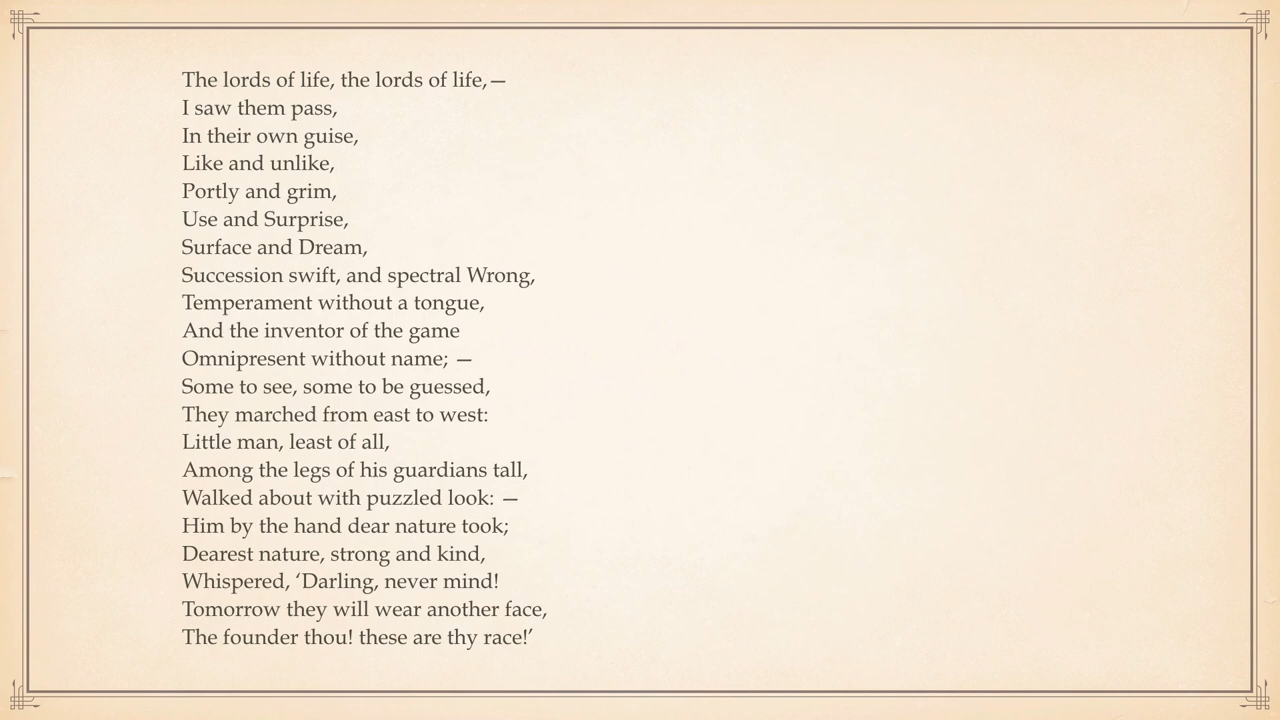 The lords of life, the lords of life,—
I saw them pass,
In their own guise,
Like and unlike,
Portly and grim,
Use and Surprise,
Surface and Dream,
Succession swift, and spectral Wrong,
Temperament without a tongue,
And the inventor of the game
Omnipresent without name; —
Some to see, some to be guessed,
They marched from east to west:
Little man, least of all,
Among the legs of his guardians tall,
Walked about with puzzled look: —
Him by the hand dear nature took;
Dearest nature, strong and kind,
Whispered, ‘Darling, never mind!
Tomorrow they will wear another face,
The founder thou! these are thy race!’